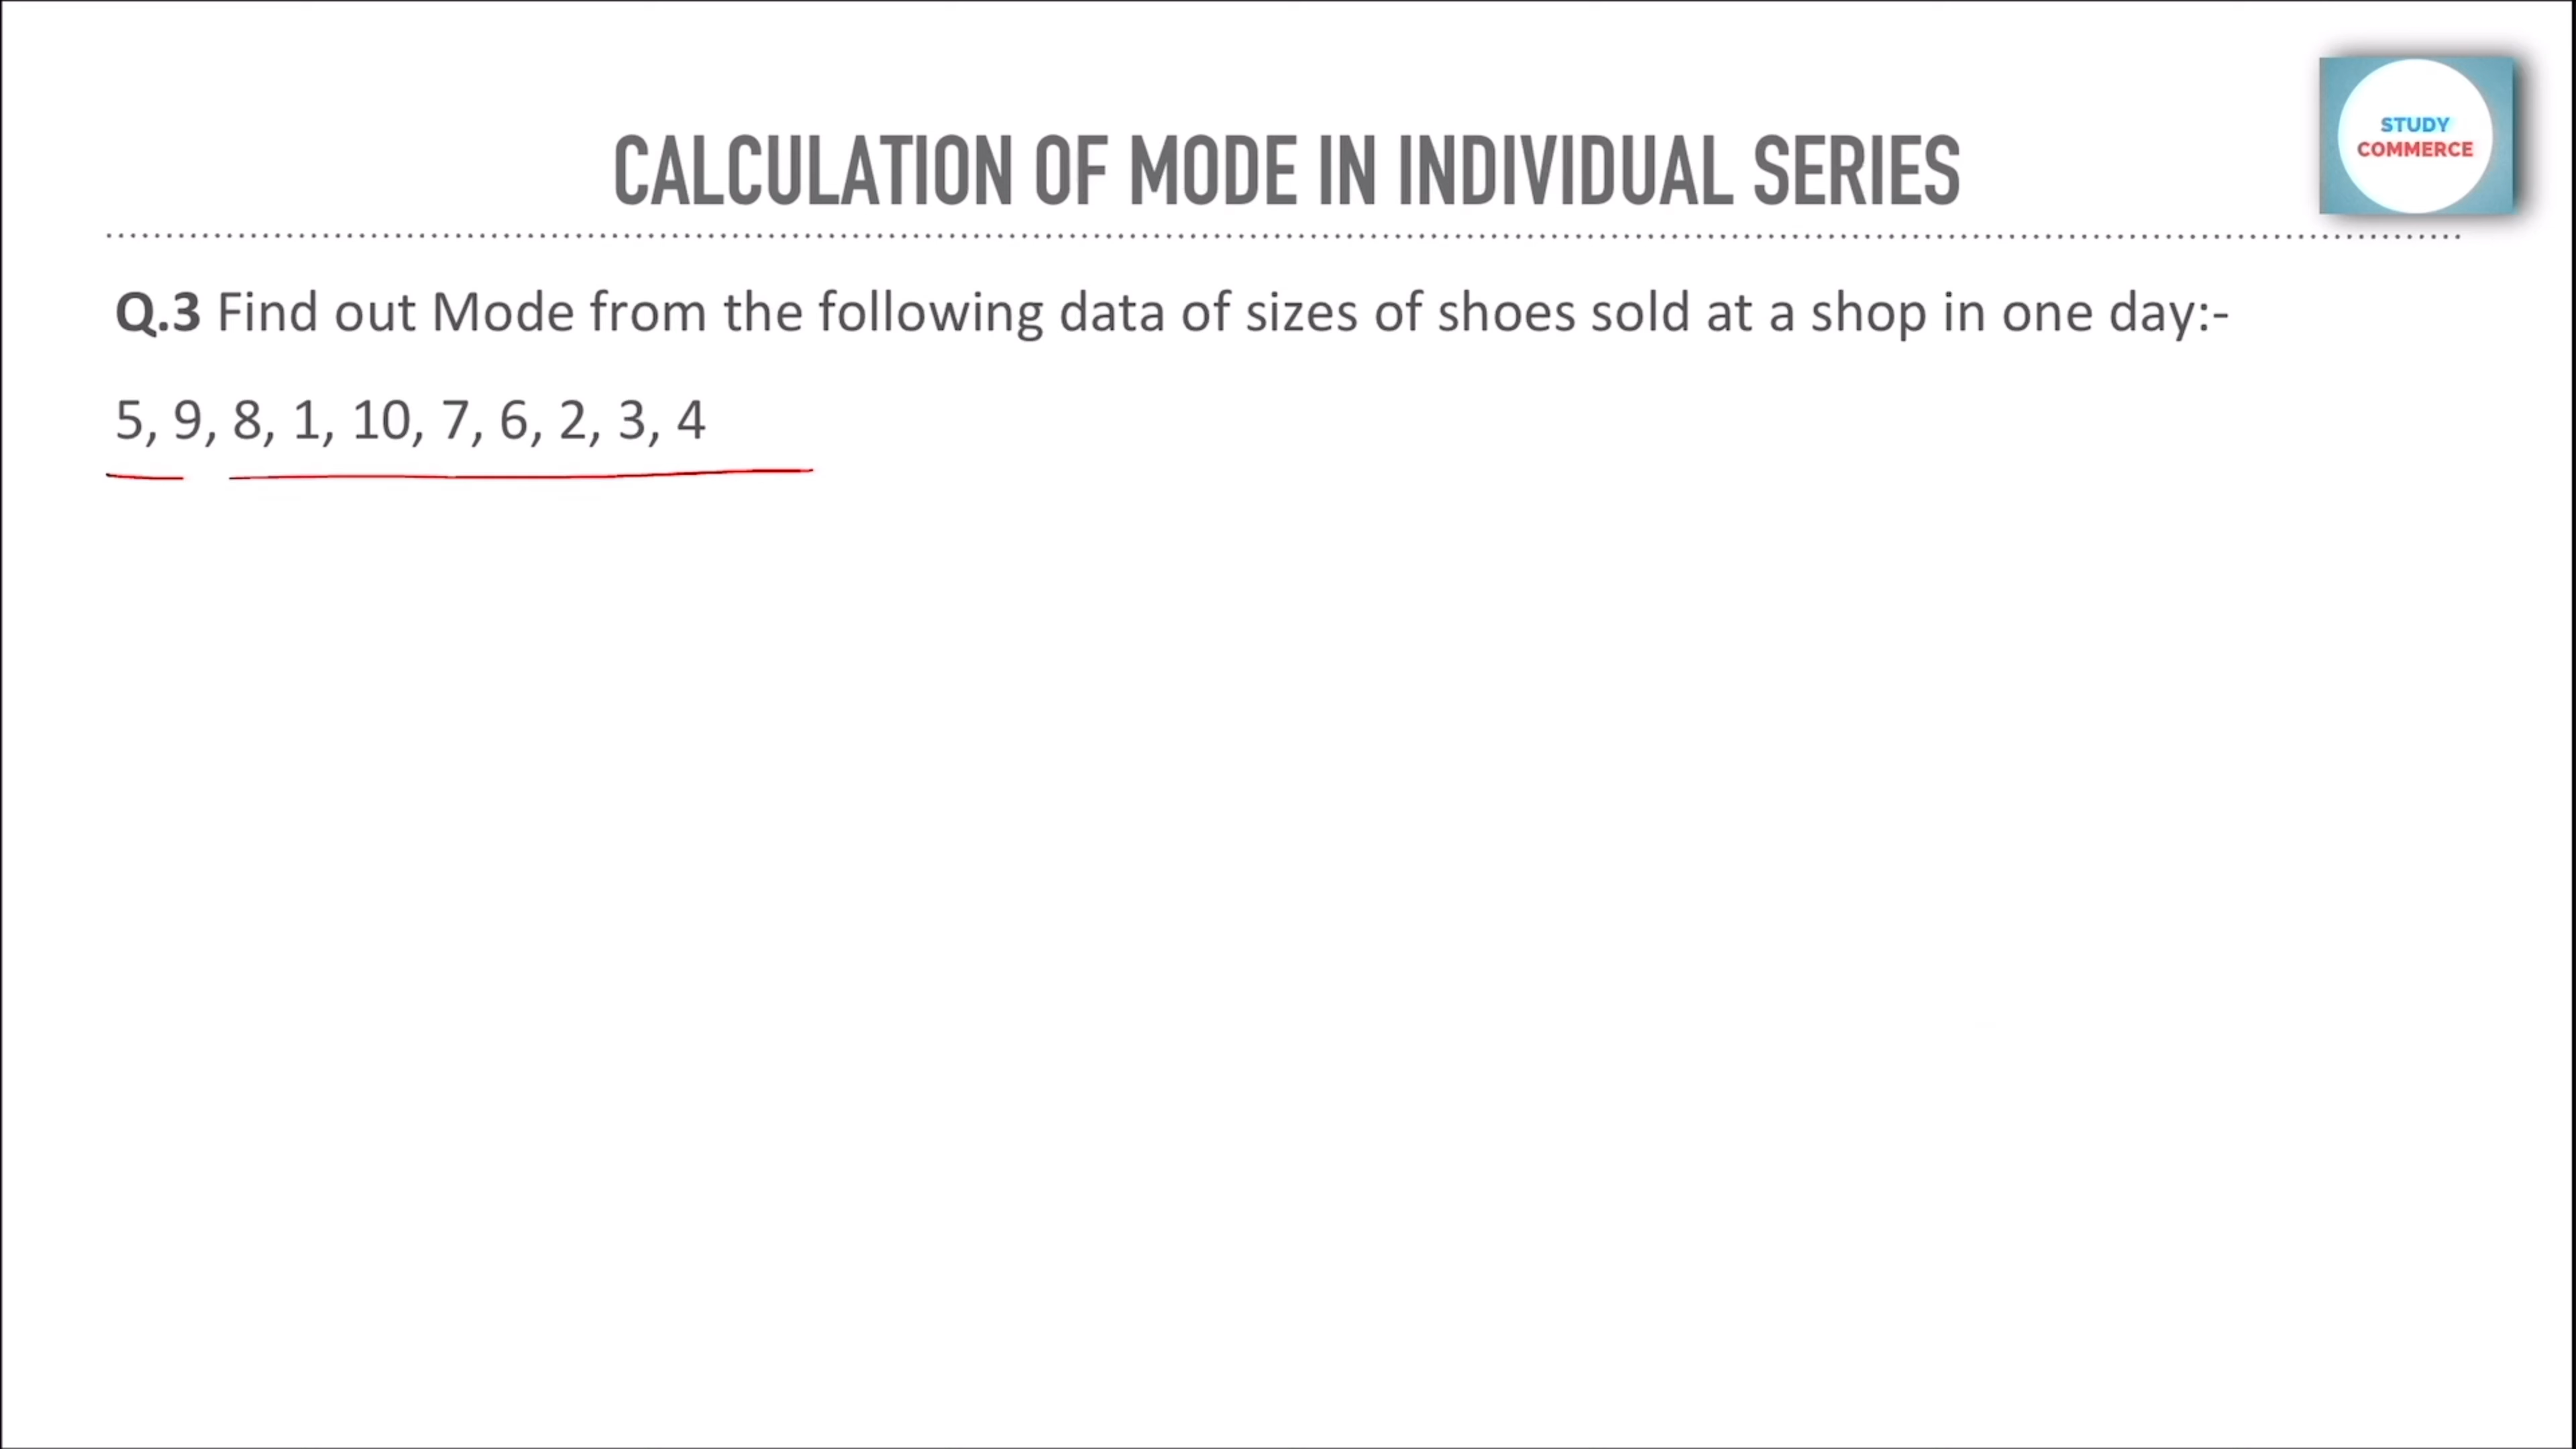 STUDY
COMMERCE
CALCULATION OF MODE IN INDIVIDUAL SERIES
Q.3 Find out Mode from the following data of sizes of shoes sold at a shop in one day:-
5, 9, 8, 1, 10, 7, 6, 2, 3, 4